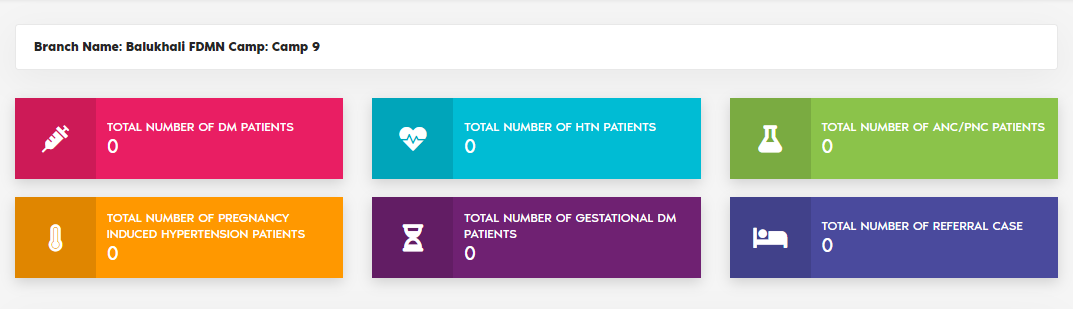 Branch Name: Balukhali FDMN Camp: Camp 9
TOTAL NUMBER OF DM PATIENTS
0
TOTAL NUMBER OF HTN PATIENTS
0
TOTAL NUMBER OF ANC/PNC PATIENTS
0
TOTAL NUMBER OF PREGNANCY
INDUCED HYPERTENSION PATIENTS
0
TOTAL NUMBER OF GESTATIONAL DM
PATIENTS
0
TOTAL NUMBER OF REFERRAL CASE
0